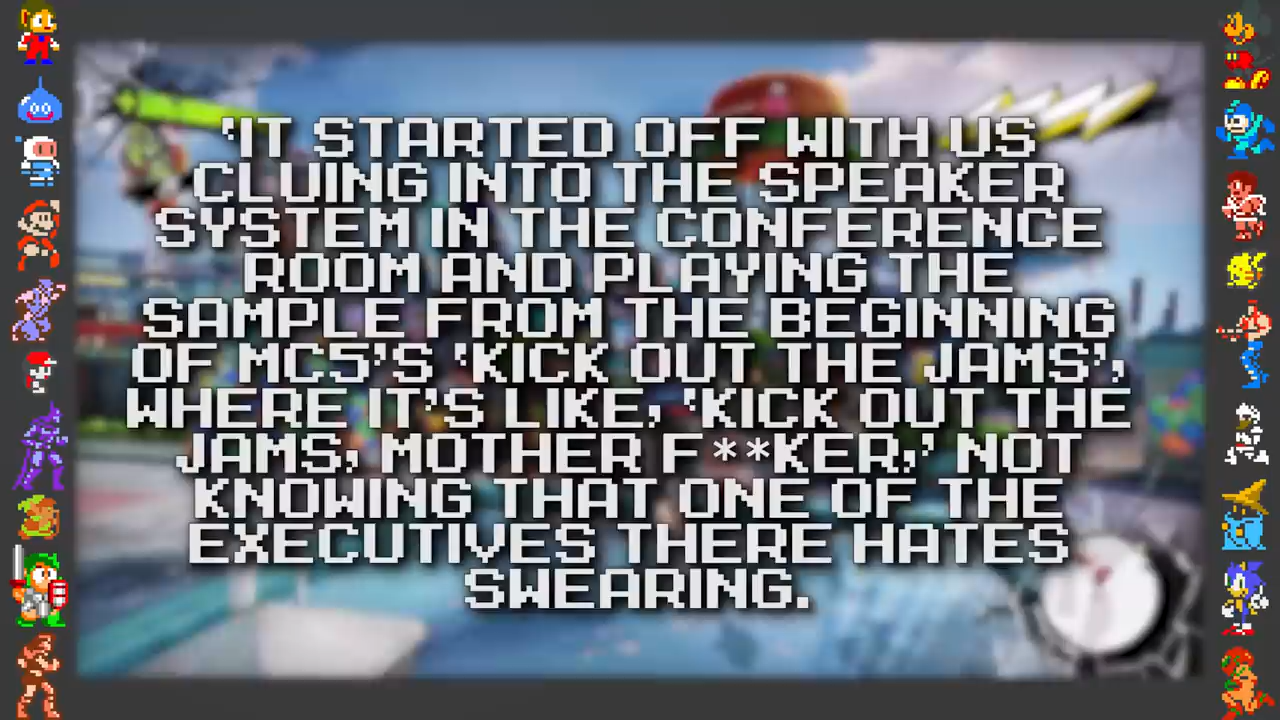 'IT STARTED OFF WITH US
CLUING INTO THE SPEAKER
SYSTEM IN THE CONFERENCE
ROOM AND PLAYING THE
SAMPLE FROM THE BEGINNING
OF MC5'S 'KICK OUT THE JAMS',
WHERE IT'S LIKE, 'KICK OUT THE
JAMS, MOTHER F**KER,' NOT
KNOWING THAT ONE OF THE
EXECUTIVES THERE HATES
SWEARING.